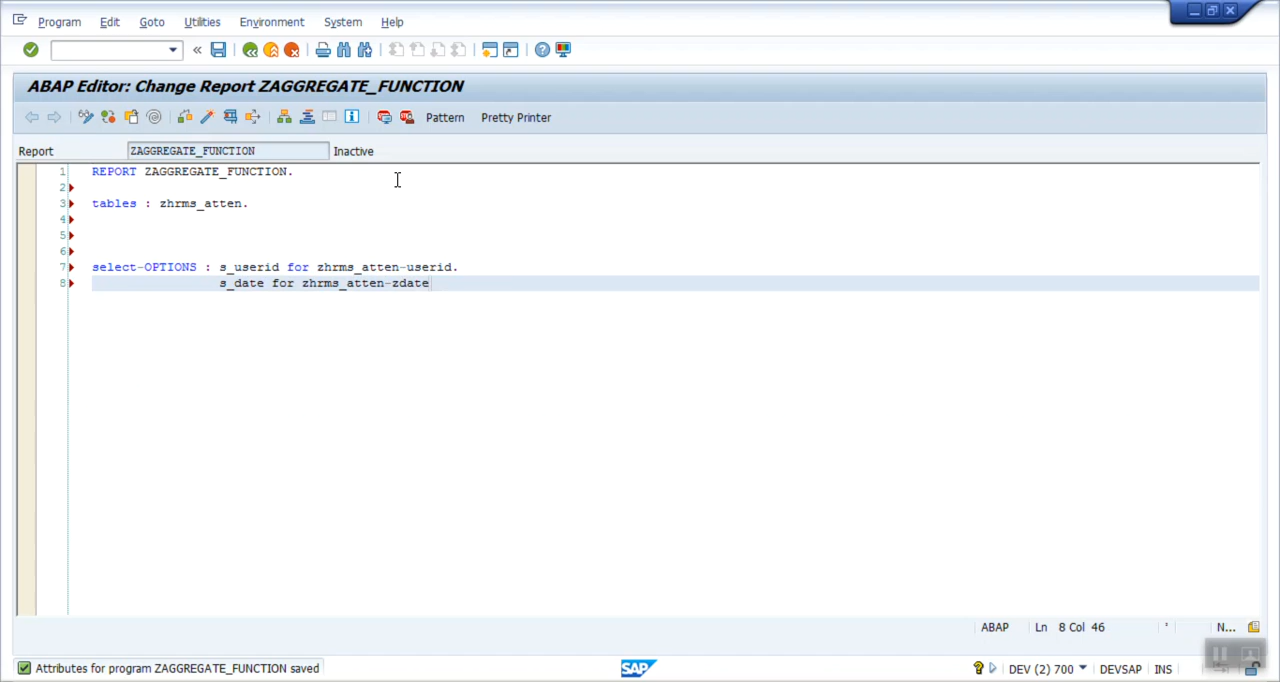 Program Edit Goto Utilities Environment System Help
ABAP Editor: Change Report ZAGGREGATE_FUNCTION
Pattern Pretty Printer
Report ZAGGREGATE_FUNCTION Inactive
1 REPORT ZAGGREGATE_FUNCTION.
2
3 tables : zhrms_atten.
4
5
6
7 select-OPTIONS : s_userid for zhrms_atten-userid.
8 s_date for zhrms_atten-zdate
ABAP Ln 8 Col 46 N...
Attributes for program ZAGGREGATE_FUNCTION saved SAP DEV (2) 700 DEVSAP INS